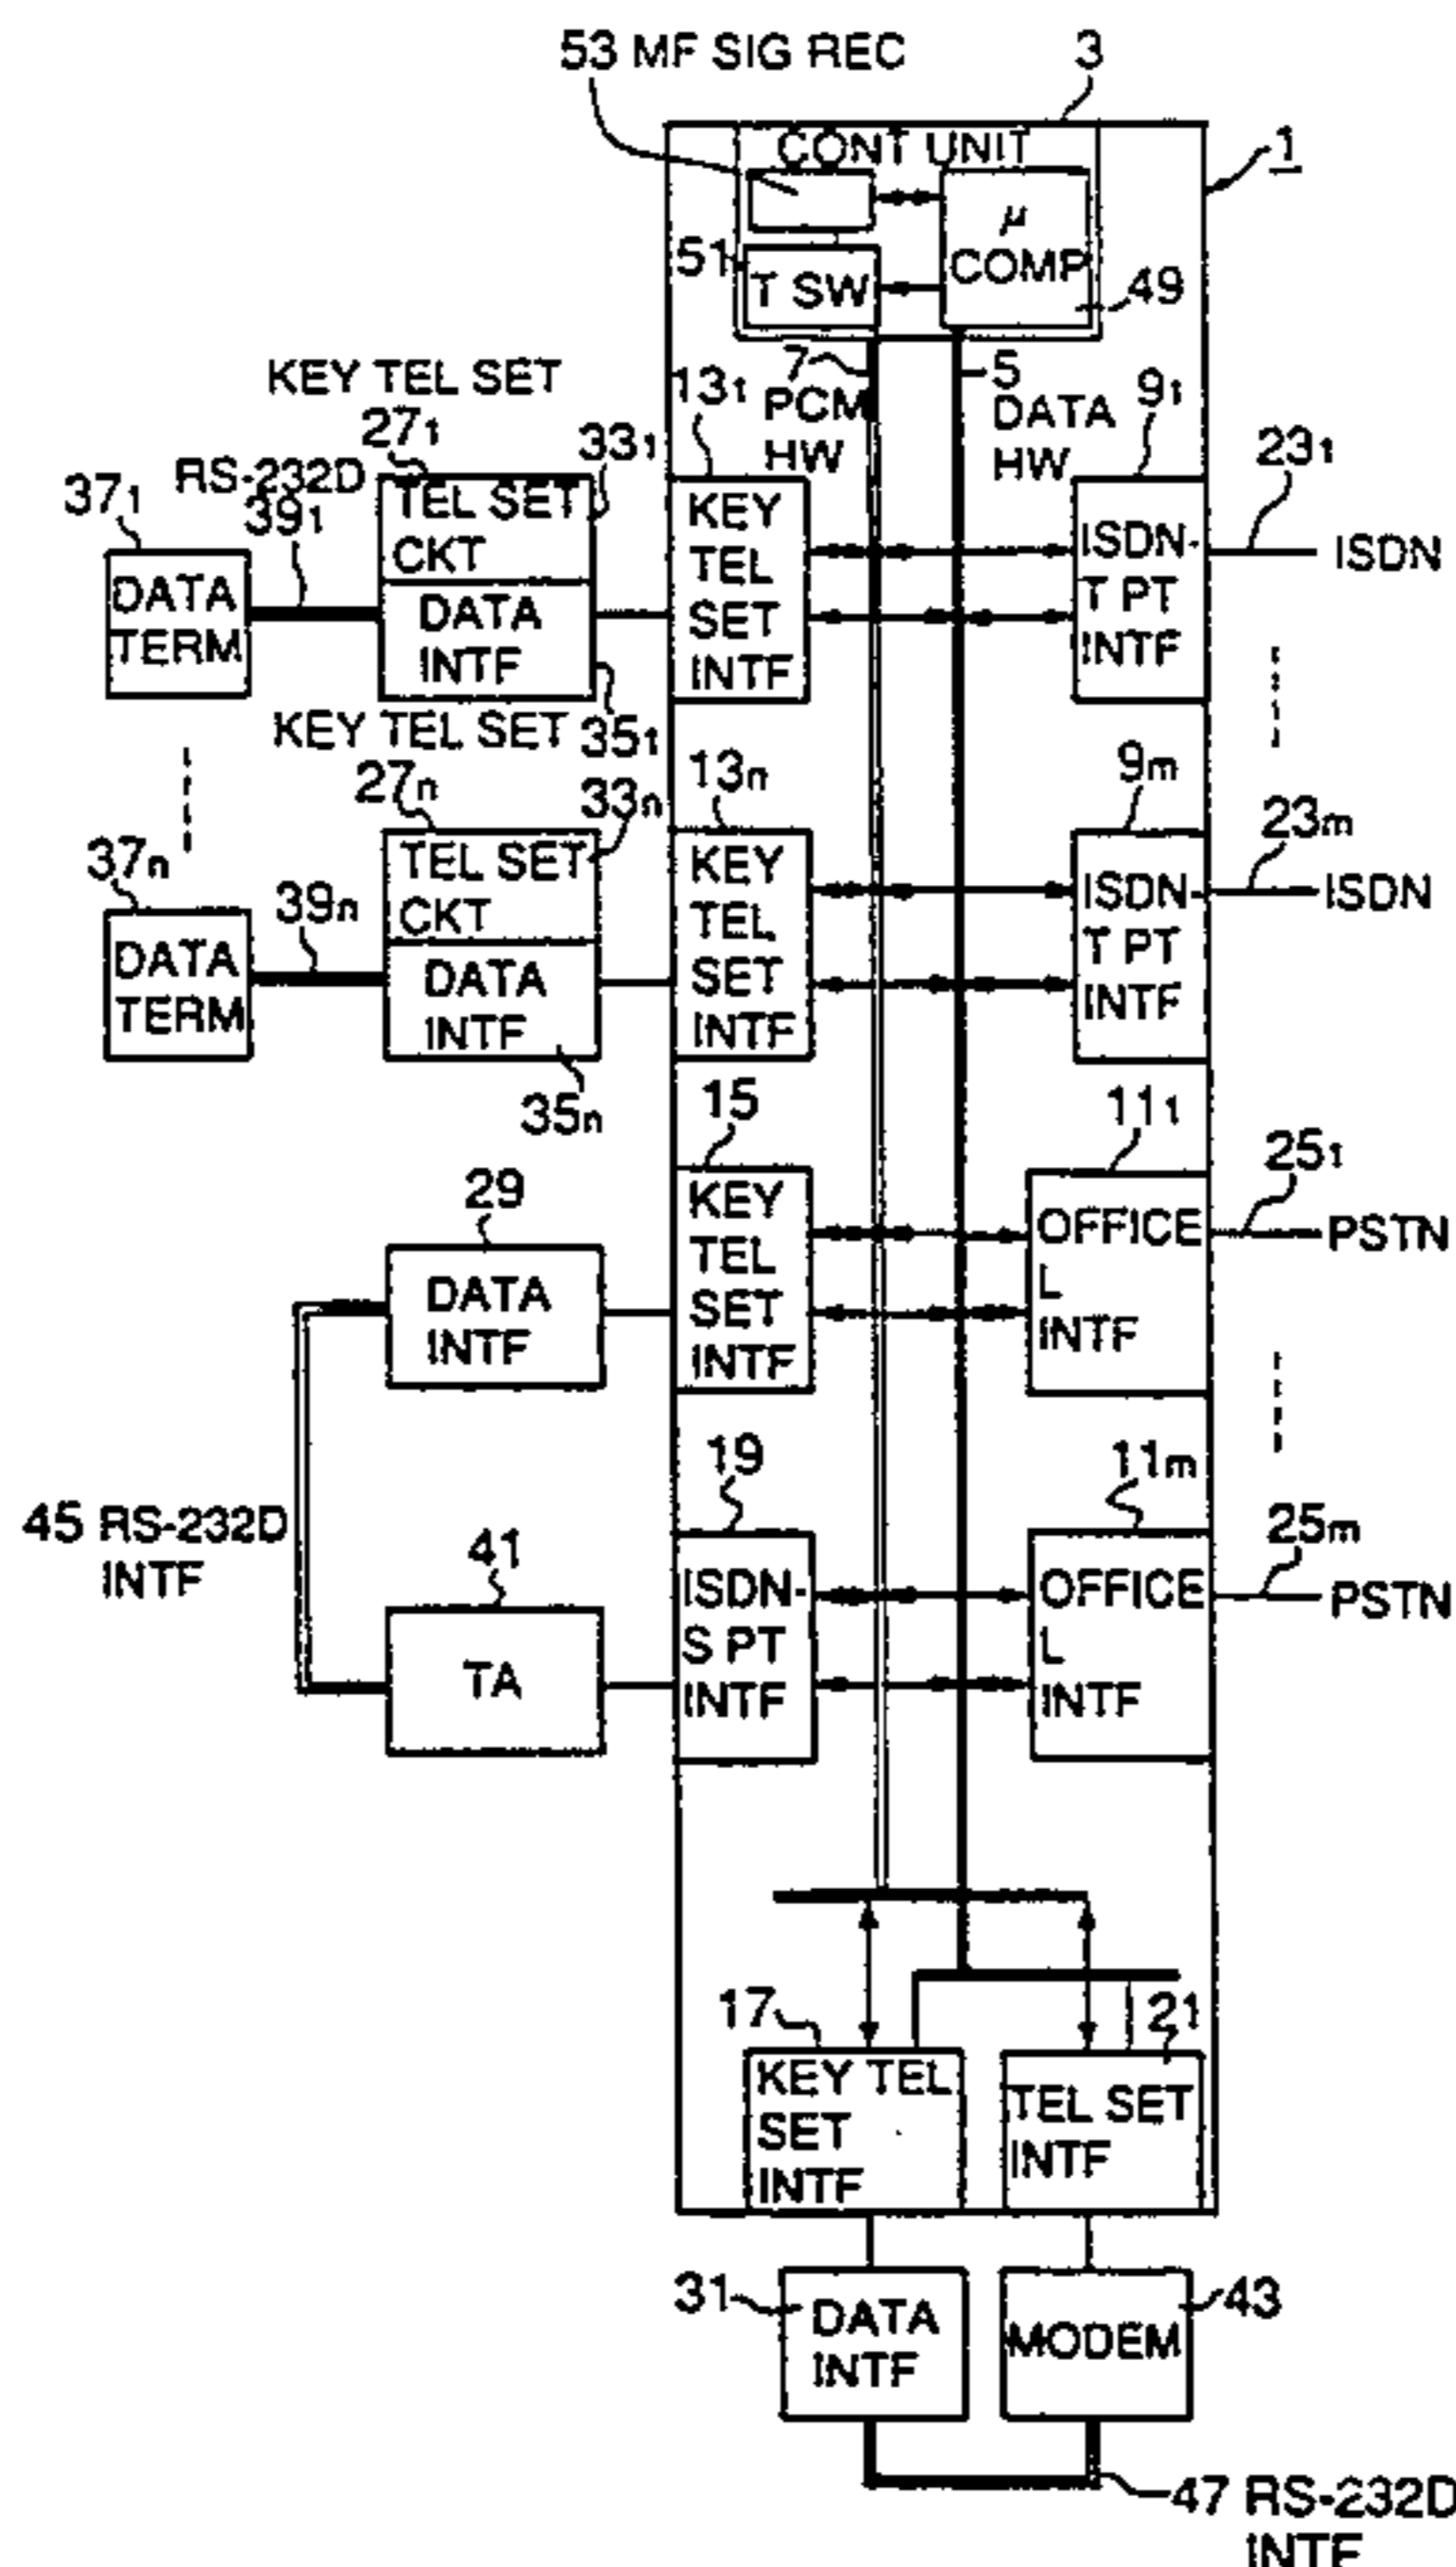 53 MF SIG REC
3
1
CONT UNIT
μ
COMP
51
T SW
49
7
PCM
HW
5
DATA
HW
KEY TEL SET
27₁
33₁
13₁
9₁
23₁
RS-232D
39₁
37₁
TEL SET
CKT
DATA
INTF
DATA
TERM
KEY
TEL
SET
INTF
ISDN-
T PT
INTF
ISDN
35₁
KEY TEL SET
27n
33n
13n
9m
23m
37n
39n
TEL SET
CKT
DATA
INTF
DATA
TERM
KEY
TEL
SET
INTF
ISDN-
T PT
INTF
ISDN
35n
15
11₁
25₁
29
DATA
INTF
KEY
TEL
SET
INTF
OFFICE
L
INTF
PSTN
19
11m
25m
45 RS-232D
INTF
41
TA
ISDN-
S PT
INTF
OFFICE
L
INTF
PSTN
17
21
KEY TEL
SET
INTF
TEL SET
INTF
31
DATA
INTF
43
MODEM
47 RS-232D
INTF